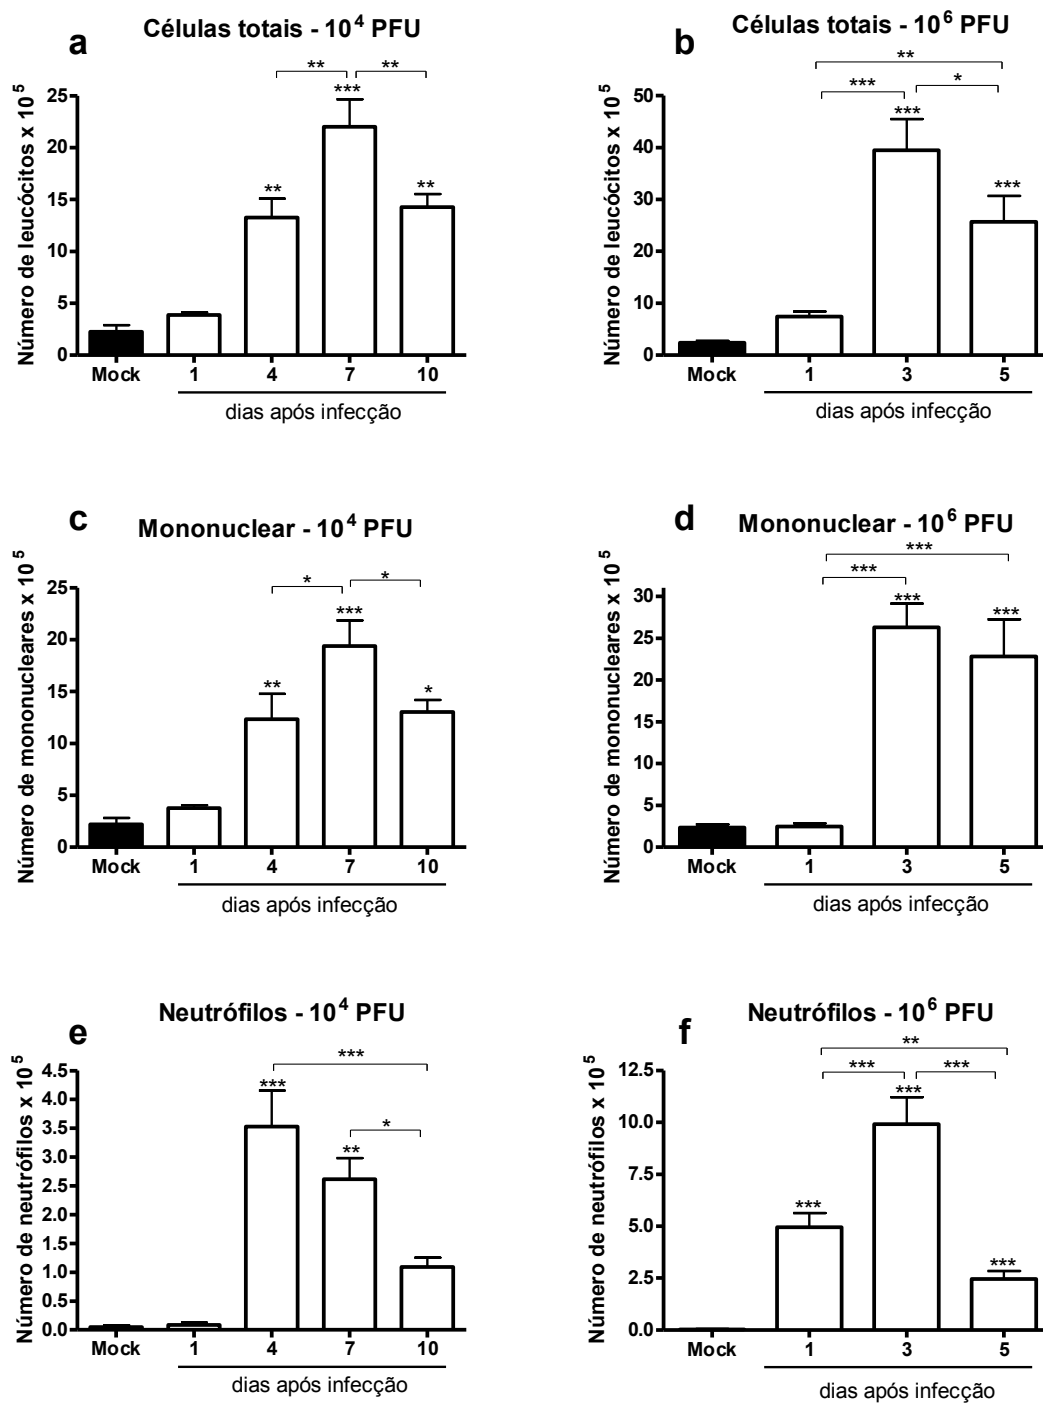 a
Células totais - 10⁴ PFU
** **
***
**
**
Número de leucócitos x 10⁵
25
20
15
10
5
0
Mock 1 4 7 10
dias após infecção
b
Células totais - 10⁶ PFU
**
*** *
***
***
Número de leucócitos x 10⁵
50
40
30
20
10
0
Mock 1 3 5
dias após infecção
c
Mononuclear - 10⁴ PFU
* *
***
**
*
Número de mononucleares x 10⁵
25
20
15
10
5
0
Mock 1 4 7 10
dias após infecção
d
Mononuclear - 10⁶ PFU
***
***
***
***
Número de mononucleares x 10⁵
30
25
20
15
10
5
0
Mock 1 3 5
dias após infecção
e
Neutrófilos - 10⁴ PFU
***
***
*
**
Número de neutrófilos x 10⁵
4.5
4.0
3.5
3.0
2.5
2.0
1.5
1.0
0.5
0.0
Mock 1 4 7 10
dias após infecção
f
Neutrófilos - 10⁶ PFU
**
*** ***
***
***
***
Número de neutrófilos x 10⁵
12.5
10.0
7.5
5.0
2.5
0.0
Mock 1 3 5
dias após infecção